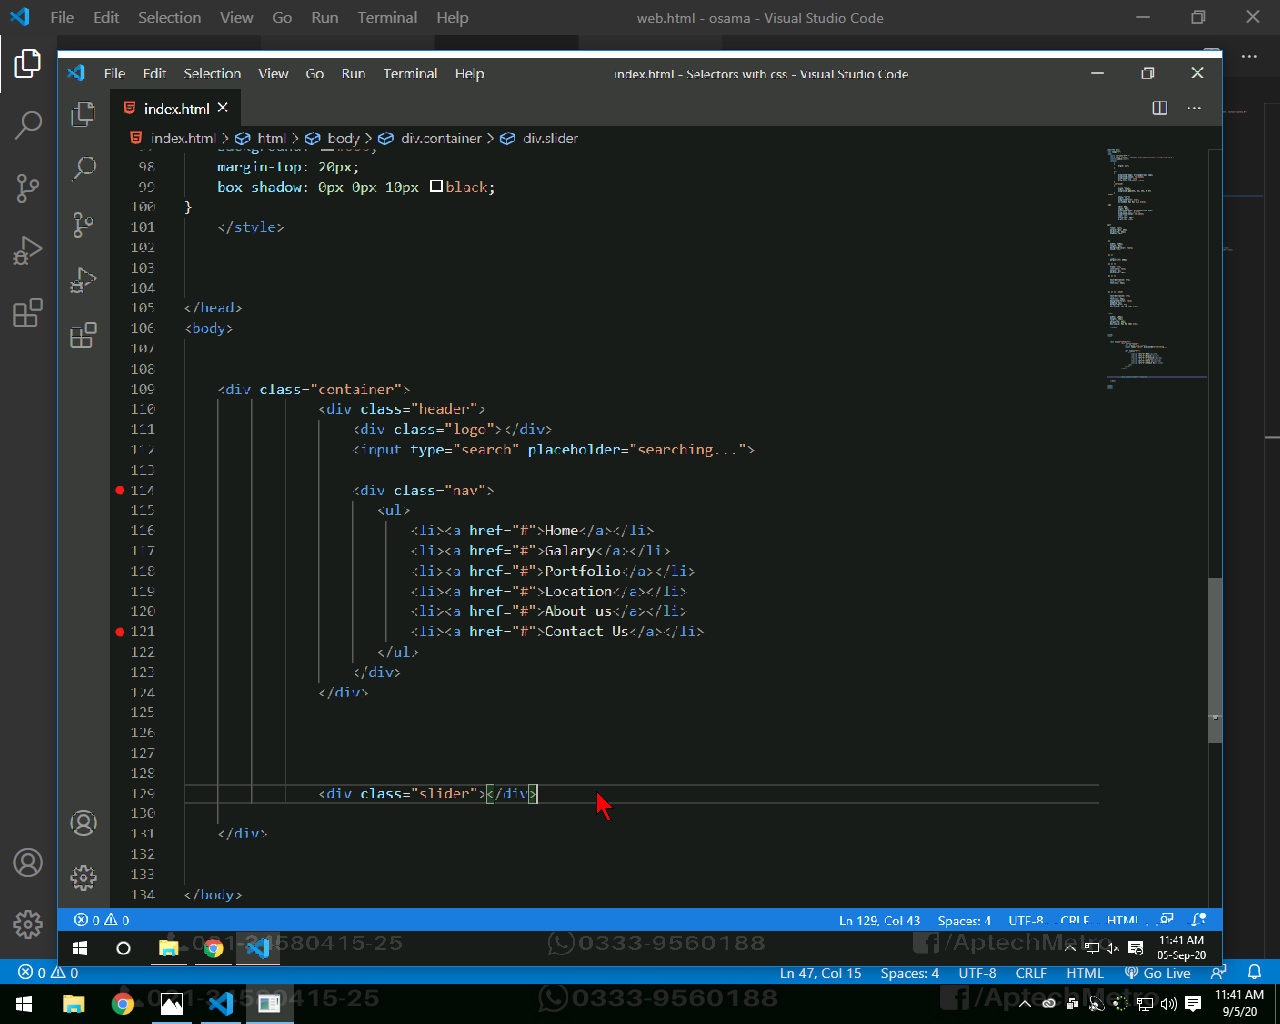 File Edit Selection View Go Run Terminal Help web.html - osama - Visual Studio Code
File Edit Selection View Go Run Terminal Help index.html - Selectors with css - Visual Studio Code
index.html
index.html > html > body > div.container > div.slider
98 margin-top: 20px;
99 box shadow: 0px 0px 10px black;
100 }
101 </style>
102
103
104
105 </head>
106 <body>
107
108
109 <div class="container">
110 <div class="header">
111 <div class="logo"></div>
112 <input type="search" placeholder="searching...">
113
114 <div class="nav">
115 <ul>
116 <li><a href="#">Home</a></li>
117 <li><a href="#">Galary</a></li>
118 <li><a href="#">Portfolio</a></li>
119 <li><a href="#">Location</a></li>
120 <li><a href="#">About us</a></li>
121 <li><a href="#">Contact Us</a></li>
122 </ul>
123 </div>
124 </div>
125
126
127
128
129 <div class="slider"></div>
130
131 </div>
132
133
134 </body>
0 0 Ln 129, Col 43 Spaces: 4 UTF-8 CRLF HTML
0333-9560188 /AptechMetro 11:41 AM
05-Sep-20
0 0 Ln 47, Col 15 Spaces: 4 UTF-8 CRLF HTML Go Live
0333-9560188 /AptechMetro 11:41 AM
9/5/20